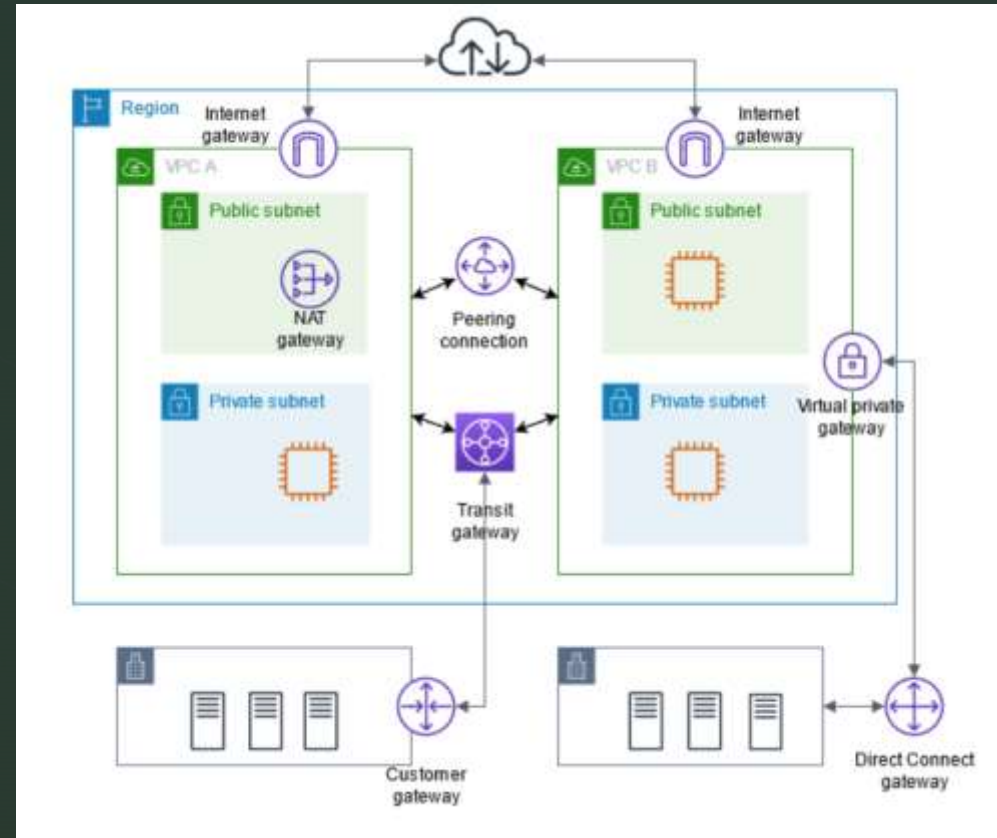 Region
Internet
gateway
Internet
gateway
VPC A
VPC B
Public subnet
Public subnet
NAT
gateway
Peering
connection
Private subnet
Private subnet
Virtual private
gateway
Transit
gateway
Customer
gateway
Direct Connect
gateway